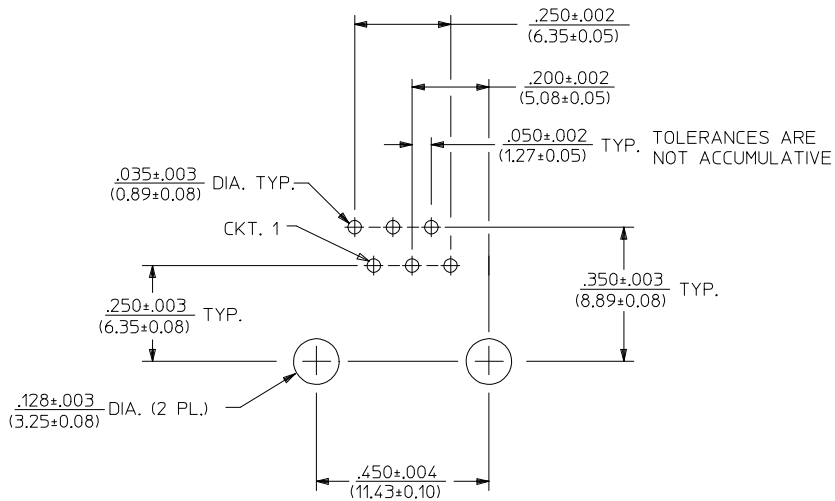 .250±.002
(6.35±0.05)
.200±.002
(5.08±0.05)
.050±.002
(1.27±0.05)
TYP. TOLERANCES ARE
NOT ACCUMULATIVE
.035±.003
(0.89±0.08)
DIA. TYP.
CKT. 1
.250±.003
(6.35±0.08)
TYP.
.350±.003
(8.89±0.08)
TYP.
.128±.003
(3.25±0.08)
DIA. (2 PL.)
.450±.004
(11.43±0.10)